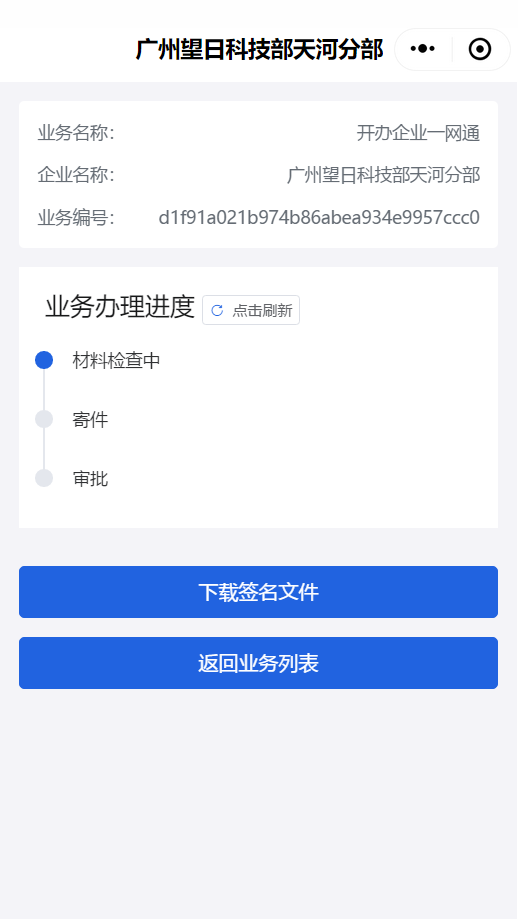 广州望日科技部天河分部
业务名称： 开办企业一网通
企业名称： 广州望日科技部天河分部
业务编号： d1f91a021b974b86abea934e9957ccc0
业务办理进度 点击刷新
材料检查中
寄件
审批
下载签名文件
返回业务列表